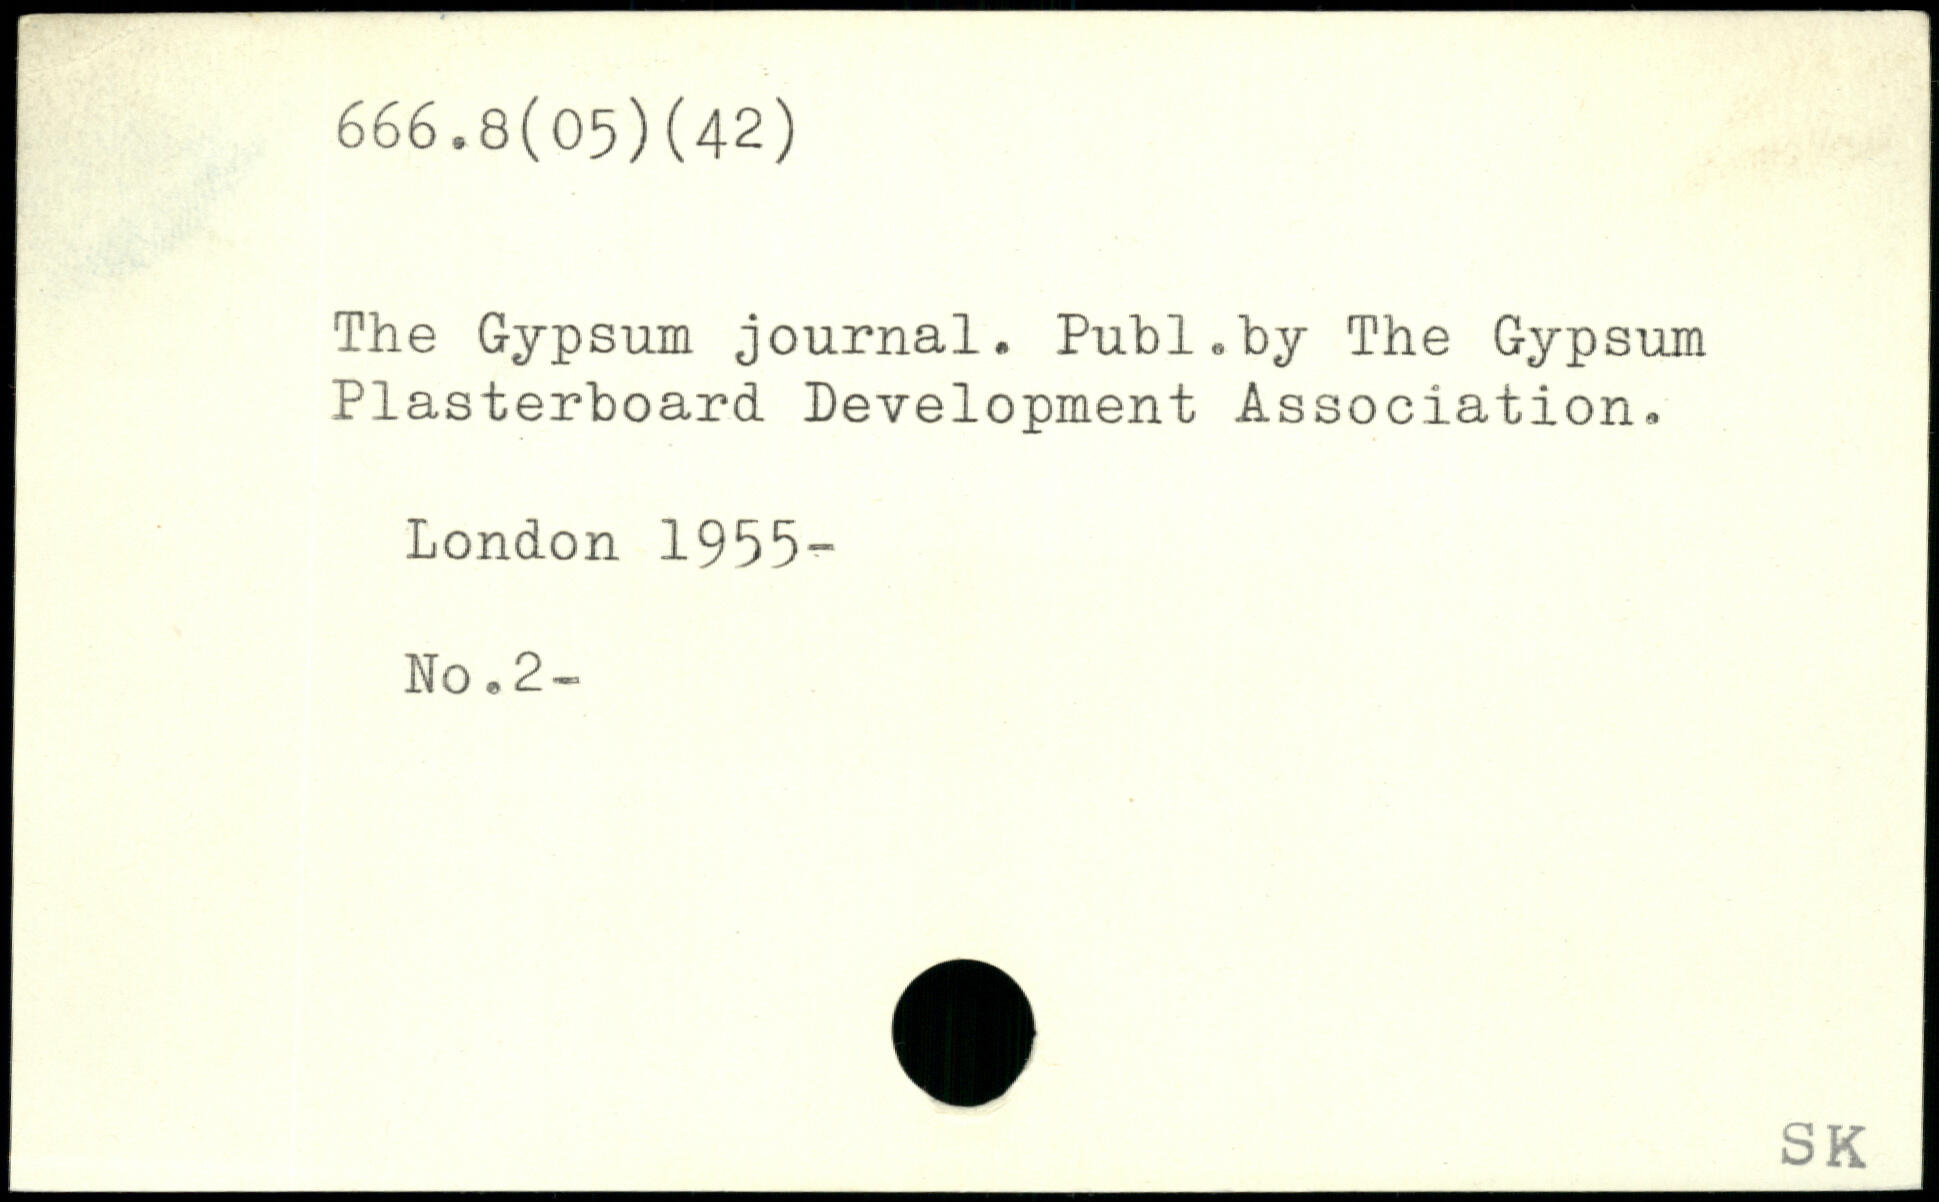 666.8(05)(42)
The Gypsum journal. Publ.by The Gypsum
Plasterboard Development Association.
London 1955-
No.2-
SK